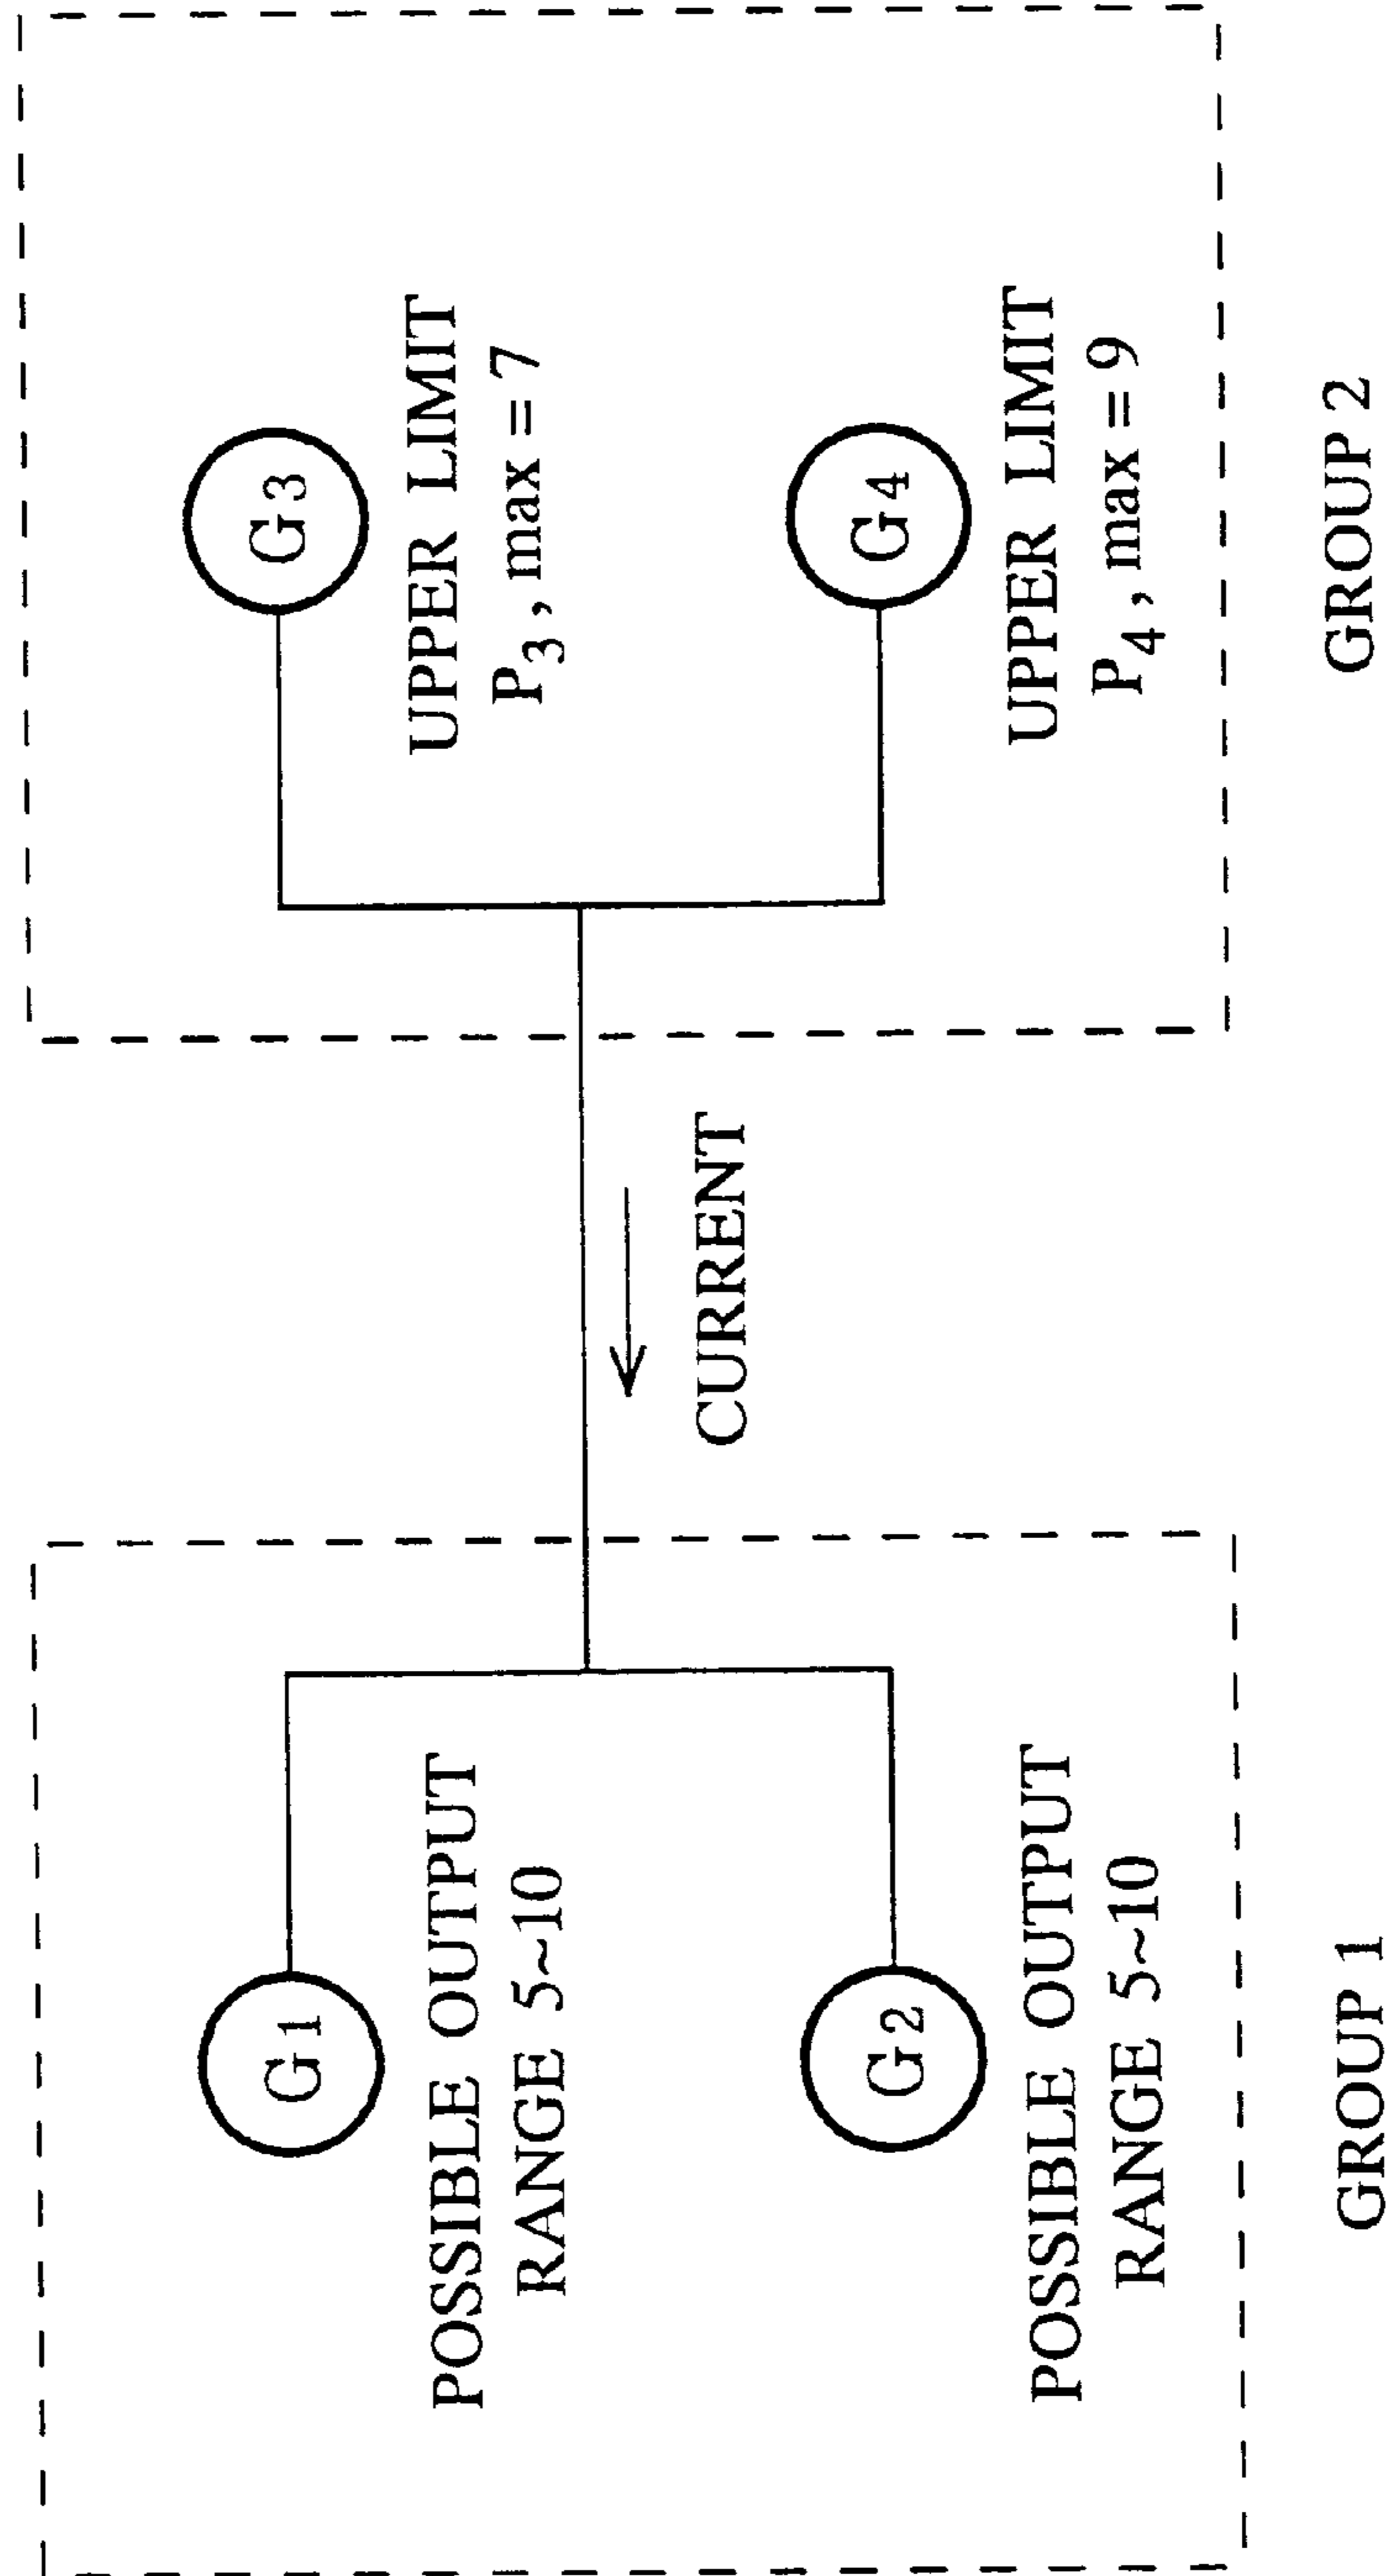 G1
POSSIBLE OUTPUT
RANGE 5~10
G2
POSSIBLE OUTPUT
RANGE 5~10
GROUP 1
CURRENT
G3
UPPER LIMIT
P3, max = 7
G4
UPPER LIMIT
P4, max = 9
GROUP 2